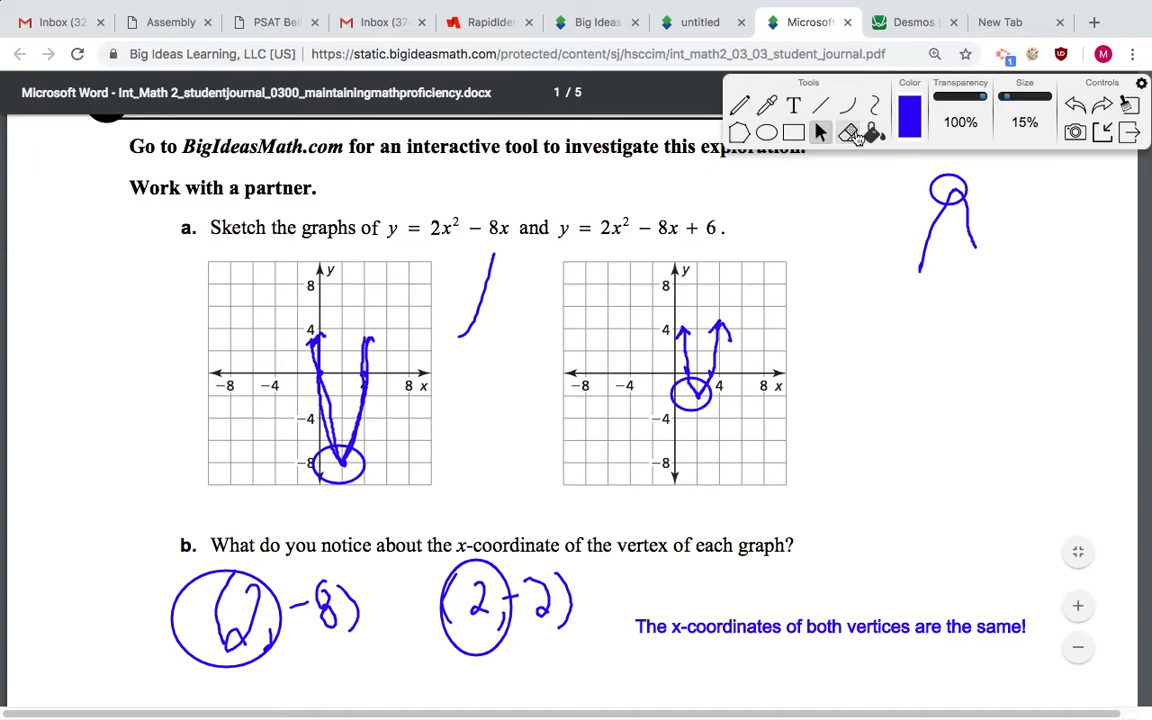 Inbox (32
Assembly
PSAT Bel
Inbox (37
RapidIde
Big Ideas
untitled
Microsof
Desmos
New Tab
Big Ideas Learning, LLC [US]
https://static.bigideasmath.com/protected/content/sj/hsccim/int_math2_03_03_student_journal.pdf
1
M
Microsoft Word - Int_Math 2_studentjournal_0300_maintainingmathproficiency.docx
1 / 5
Tools
Color
Transparency
Size
Controls
T
100%
15%
Go to BigIdeasMath.com for an interactive tool to investigate this exploration.
Work with a partner.
a. Sketch the graphs of y = 2x² − 8x and y = 2x² − 8x + 6.
y
8
4
−8
−4
8 x
−4
−8
y
8
4
−8
−4
4
8 x
−4
−8
b. What do you notice about the x-coordinate of the vertex of each graph?
(2, −8)
(2, −2)
The x-coordinates of both vertices are the same!